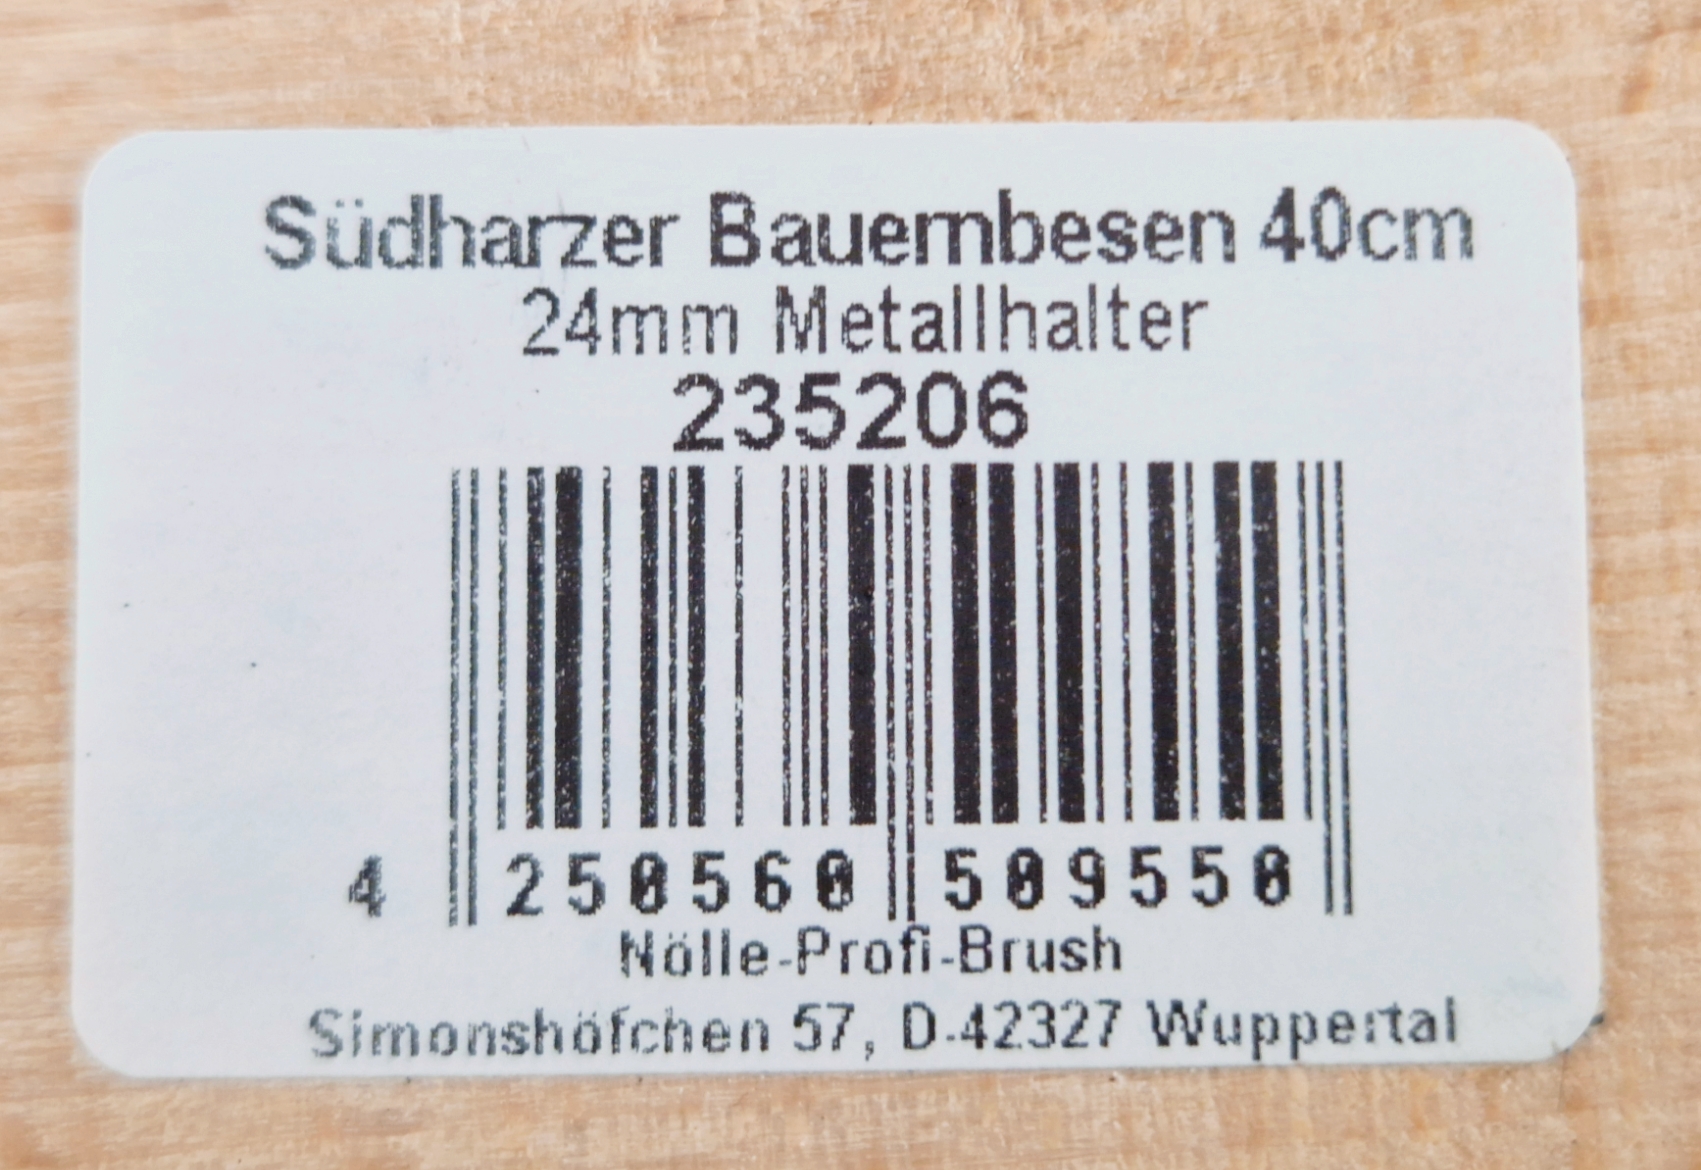 Südharzer Bauernbesen 40cm
24mm Metallhalter
235206
4 250560 509550
Nölle-Profi-Brush
Simonshöfchen 57, D-42327 Wuppertal